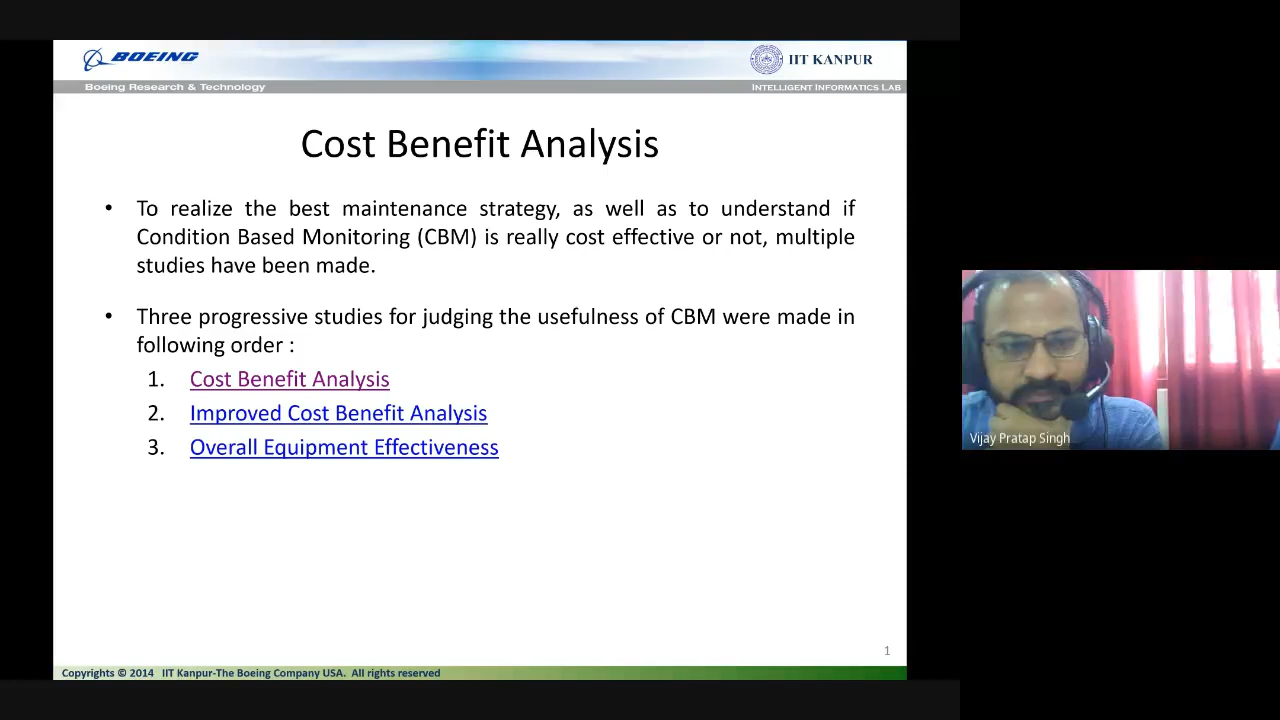 BOEING
IIT KANPUR
Boeing Research & Technology
INTELLIGENT INFORMATICS LAB
Cost Benefit Analysis
• To realize the best maintenance strategy, as well as to understand if
Condition Based Monitoring (CBM) is really cost effective or not, multiple
studies have been made.
• Three progressive studies for judging the usefulness of CBM were made in
following order :
1. Cost Benefit Analysis
2. Improved Cost Benefit Analysis
3. Overall Equipment Effectiveness
Vijay Pratap Singh
1
Copyrights © 2014 IIT Kanpur-The Boeing Company USA. All rights reserved